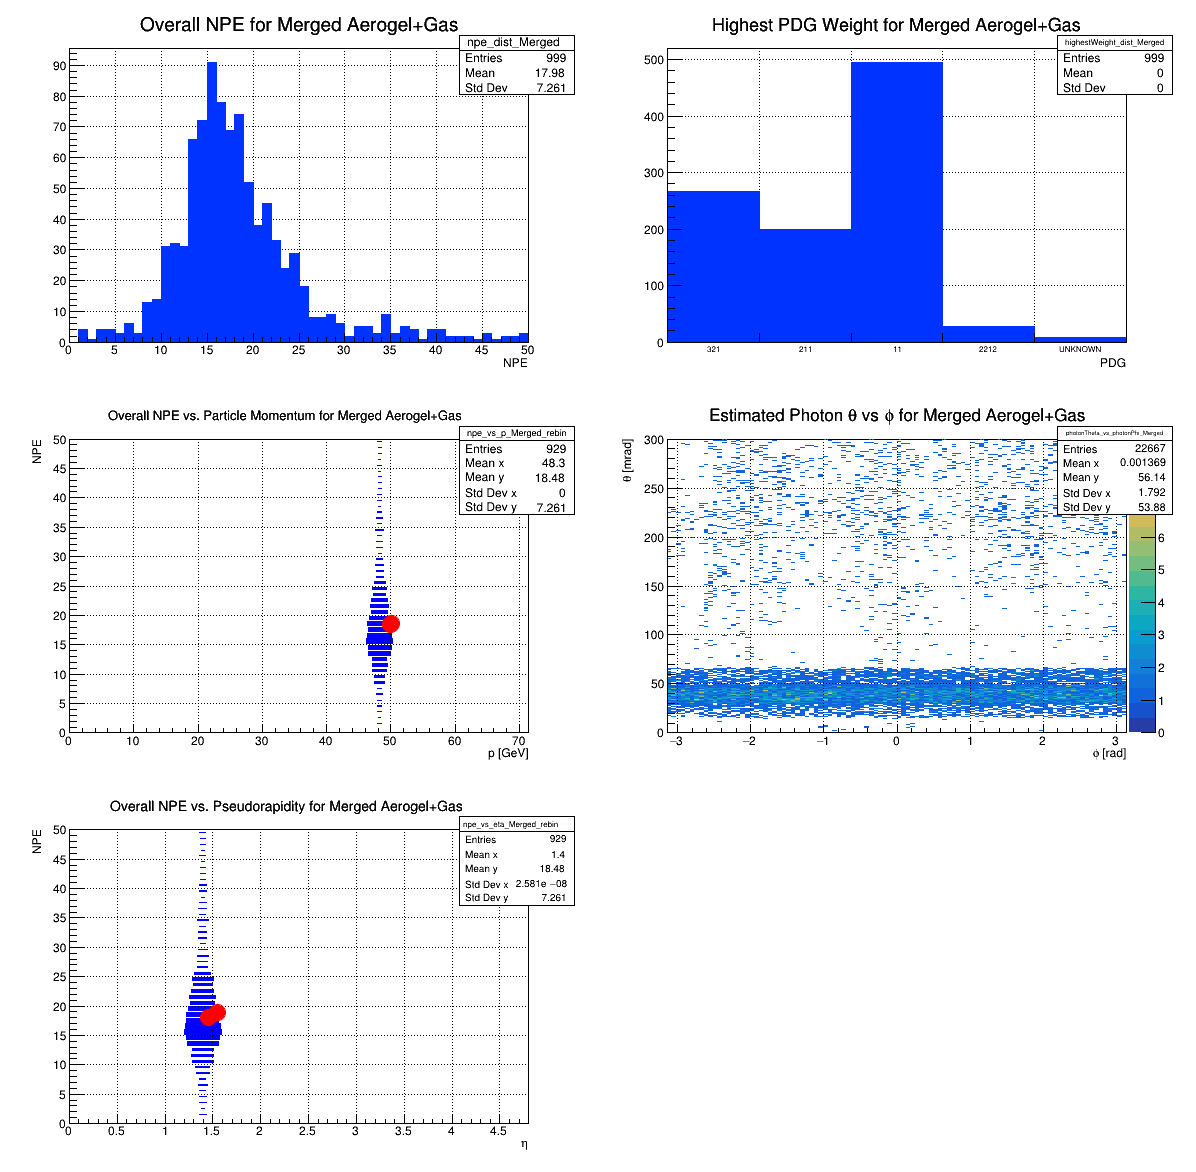 Overall NPE for Merged Aerogel+Gas
npe_dist_Merged
Entries 999
Mean 17.98
Std Dev 7.261
90
80
70
60
50
40
30
20
10
0
0 5 10 15 20 25 30 35 40 45 50
NPE
Highest PDG Weight for Merged Aerogel+Gas
highestWeight_dist_Merged
Entries 999
Mean 0
Std Dev 0
500
400
300
200
100
0
321 211 11 2212 UNKNOWN
PDG
Overall NPE vs. Particle Momentum for Merged Aerogel+Gas
npe_vs_p_Merged_rebin
Entries 929
Mean x 48.3
Mean y 18.48
Std Dev x 0
Std Dev y 7.261
NPE
50
45
40
35
30
25
20
15
10
5
0
0 10 20 30 40 50 60 70
p [GeV]
Estimated Photon θ vs ϕ for Merged Aerogel+Gas
photonTheta_vs_photonPhi_Merged
Entries 22667
Mean x 0.001369
Mean y 56.14
Std Dev x 1.792
Std Dev y 53.88
θ [mrad]
300
250
200
150
100
50
0
−3 −2 −1 0 1 2 3
ϕ [rad]
6
5
4
3
2
1
0
Overall NPE vs. Pseudorapidity for Merged Aerogel+Gas
npe_vs_eta_Merged_rebin
Entries 929
Mean x 1.4
Mean y 18.48
Std Dev x 2.581e −08
Std Dev y 7.261
NPE
50
45
40
35
30
25
20
15
10
5
0
0 0.5 1 1.5 2 2.5 3 3.5 4 4.5
η